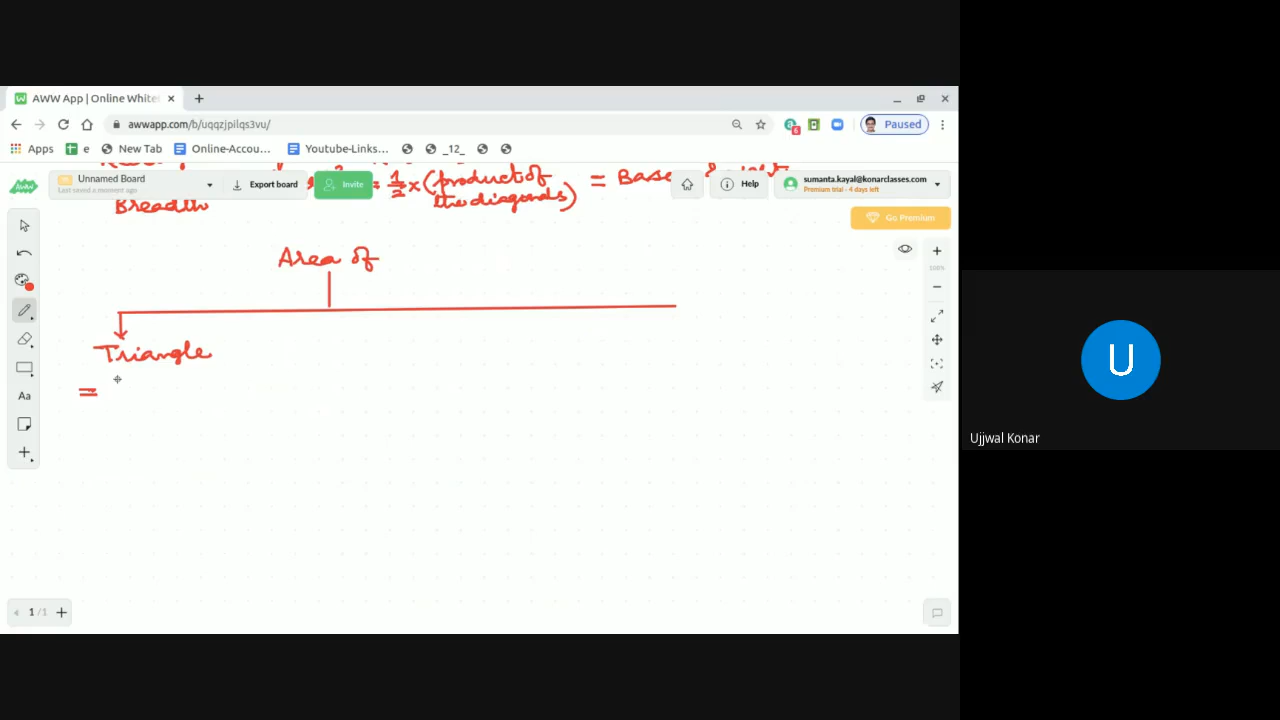 AWW App | Online White
awwapp.com/b/uqqzjpilqs3vu/
Paused
Apps
e
New Tab
Online-Accou...
Youtube-Links...
_12_
Unnamed Board
Last saved a moment ago
Export board
Invite
Help
sumanta.kayal@konarclasses.com
Premium trial - 4 days left
6
= 1/2 × (product of the diagonals) = Base
Breadth
Go Premium
Area of
100%
Triangle
=
Aa
1 / 1
U
Ujjwal Konar